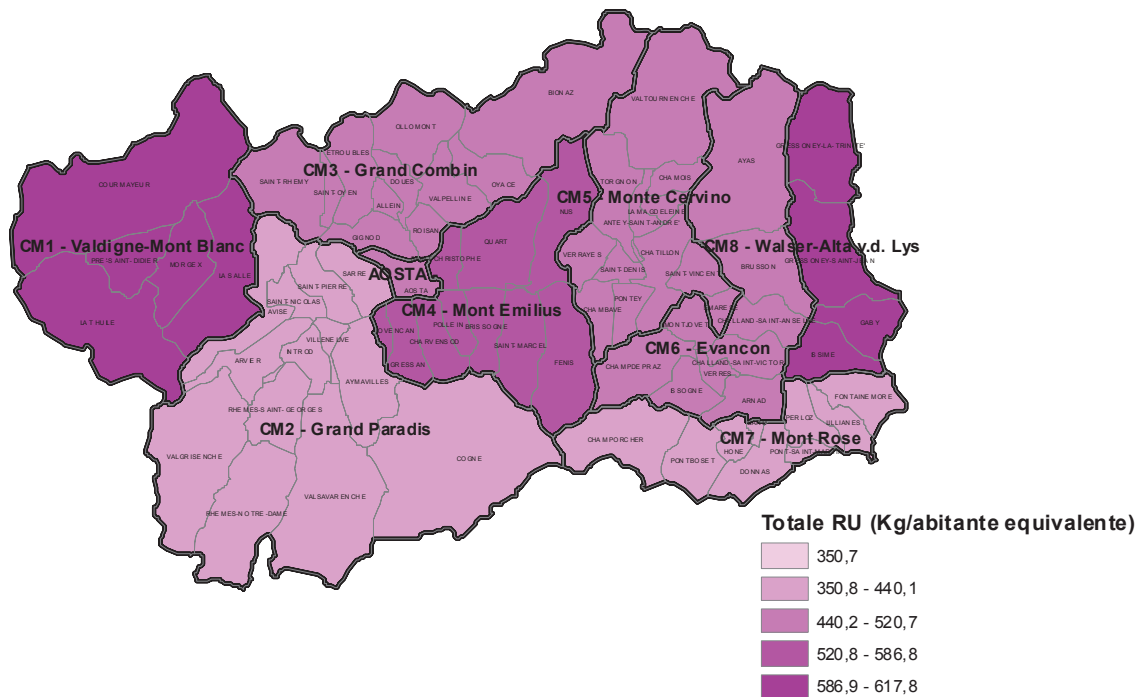 BIONAZ
VALTOURNENCHE
OLLOMONT
ETROUBLES
GRESSONEY-LA-TRINITE'
AYAS
CM3 - Grand Combin
DOUES
SAINT-RHEMY
SAINT-OYEN
OYACE
TORGNON
CHAMOIS
COURMAYEUR
ALLEIN
VALPELLINE
CM5 - Monte Cervino
NUS
LA MAGDELEINE
ANTEY-SAINT-ANDRE'
ROISAN
GIGNOD
QUART
CM1 - Valdigne-Mont Blanc
CM8 - Walser-Alta v.d. Lys
PRE'-SAINT-DIDIER
MORGEX
LA SALLE
CHRISTOPHE
VERRAYES
CHATILLON
GRESSONEY-SAINT-JEAN
BRUSSON
SARRE
AOSTA
SAINT-DENIS
SAINT-VINCENT
SAINT-PIERRE
AOSTA
SAINT-NICOLAS
AVISE
PONTEY
CHAMBAVE
CM4 - Mont Emilius
LA THUILE
JOVENCAN
POLLEIN
BRISSOGNE
MONTJOVET
CHALLAND-SAINT-ANSELME
GABY
VILLENEUVE
CHARVENSOD
SAINT-MARCEL
CM6 - Evancon
INTROD
ARVIER
GRESSAN
FENIS
CHAMPDEPRAZ
CHALLAND-SAINT-VICTOR
VERRES
ISSIME
AYMAVILLES
ISSOGNE
ARNAD
FONTAINEMORE
RHEMES-SAINT-GEORGES
PERLOZ
LILLIANES
CM2 - Grand Paradis
CM7 - Mont Rose
CHAMPORCHER
HONE
VALGRISENCHE
COGNE
PONTBOSET
DONNAS
VALSAVARENCHE
RHEMES-NOTRE-DAME
Totale RU (Kg/abitante equivalente)
350,7
350,8 - 440,1
440,2 - 520,7
520,8 - 586,8
586,9 - 617,8